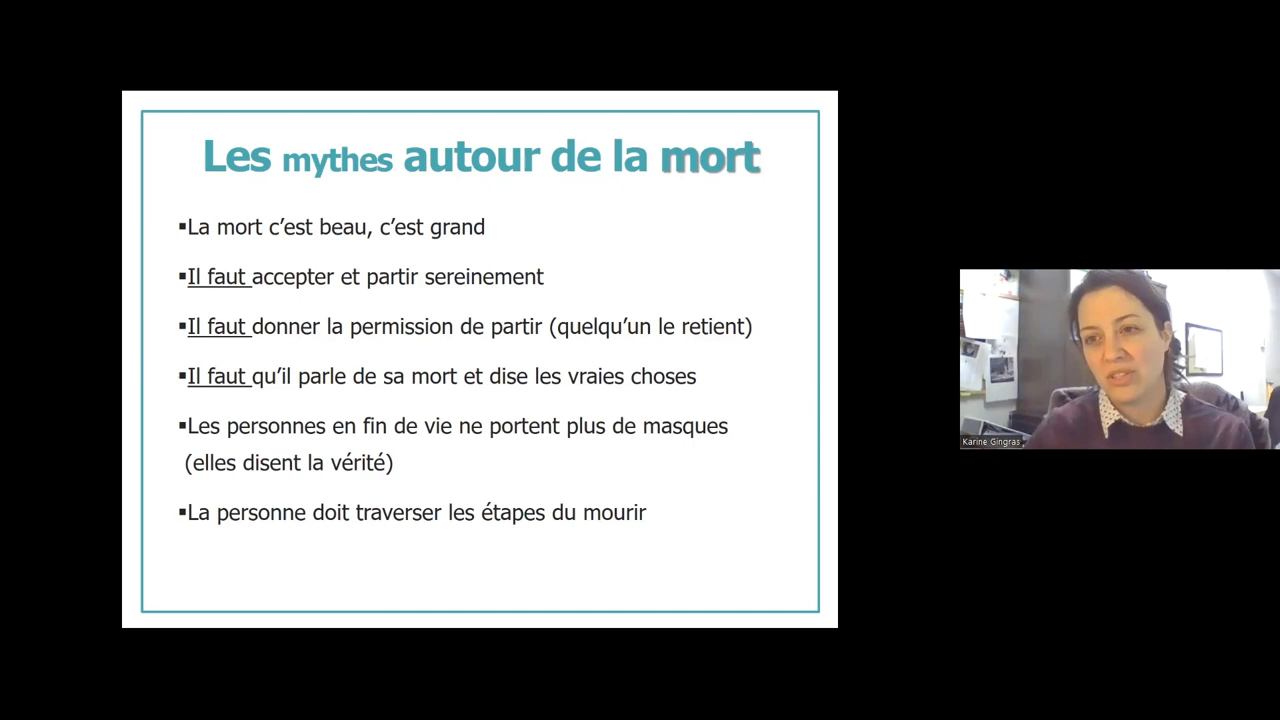 Les mythes autour de la mort
▪La mort c’est beau, c’est grand
▪Il faut accepter et partir sereinement
▪Il faut donner la permission de partir (quelqu’un le retient)
▪Il faut qu’il parle de sa mort et dise les vraies choses
▪Les personnes en fin de vie ne portent plus de masques
(elles disent la vérité)
▪La personne doit traverser les étapes du mourir
Karine Gingras